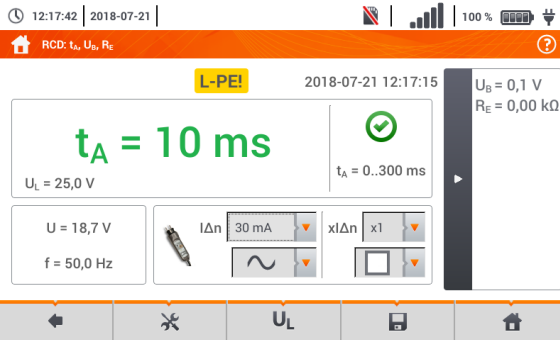 12:17:42 2018-07-21 100 %
RCD: tA, UB, RE
L-PE! 2018-07-21 12:17:15
UB = 0,1 V
RE = 0,00 kΩ
tA = 10 ms
tA = 0..300 ms
UL = 25,0 V
U = 18,7 V
f = 50,0 Hz
IΔn 30 mA xIΔn x1
UL